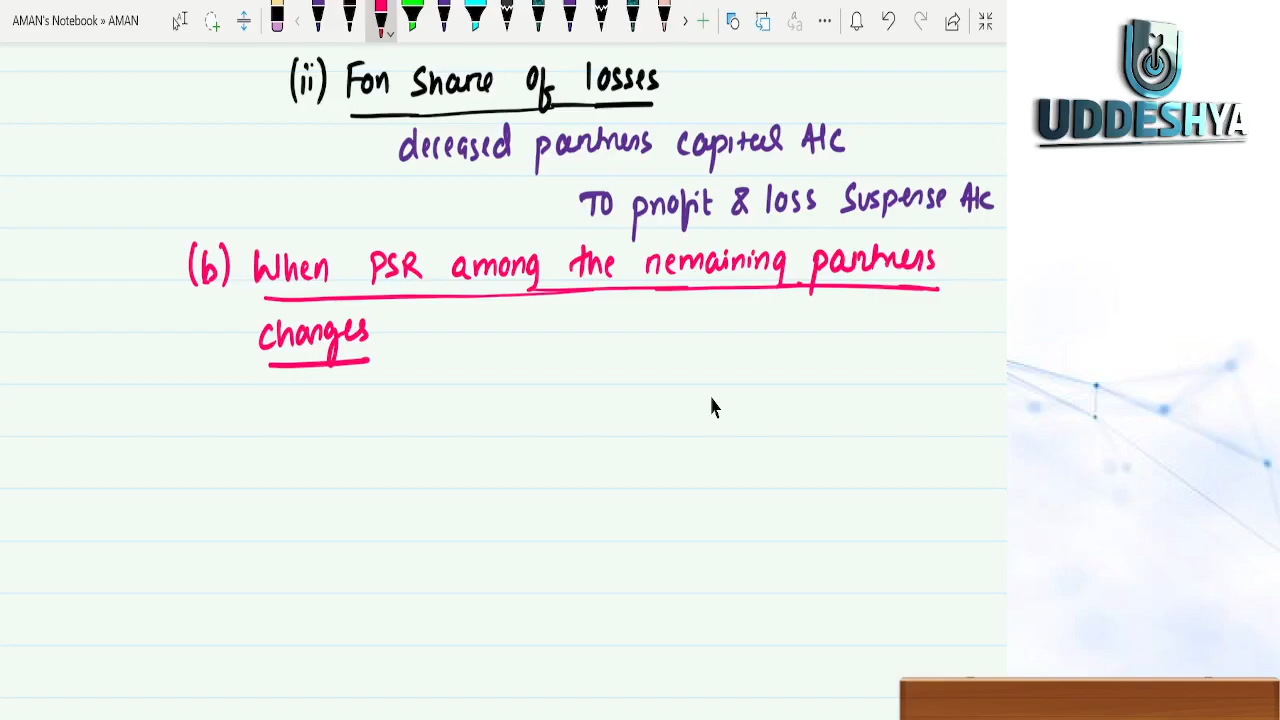 AMAN's Notebook » AMAN
UDDESHYA
(ii) For share of losses
deceased partners capital A/c
To profit & loss suspense A/c
(b) When PSR among the remaining partners
changes